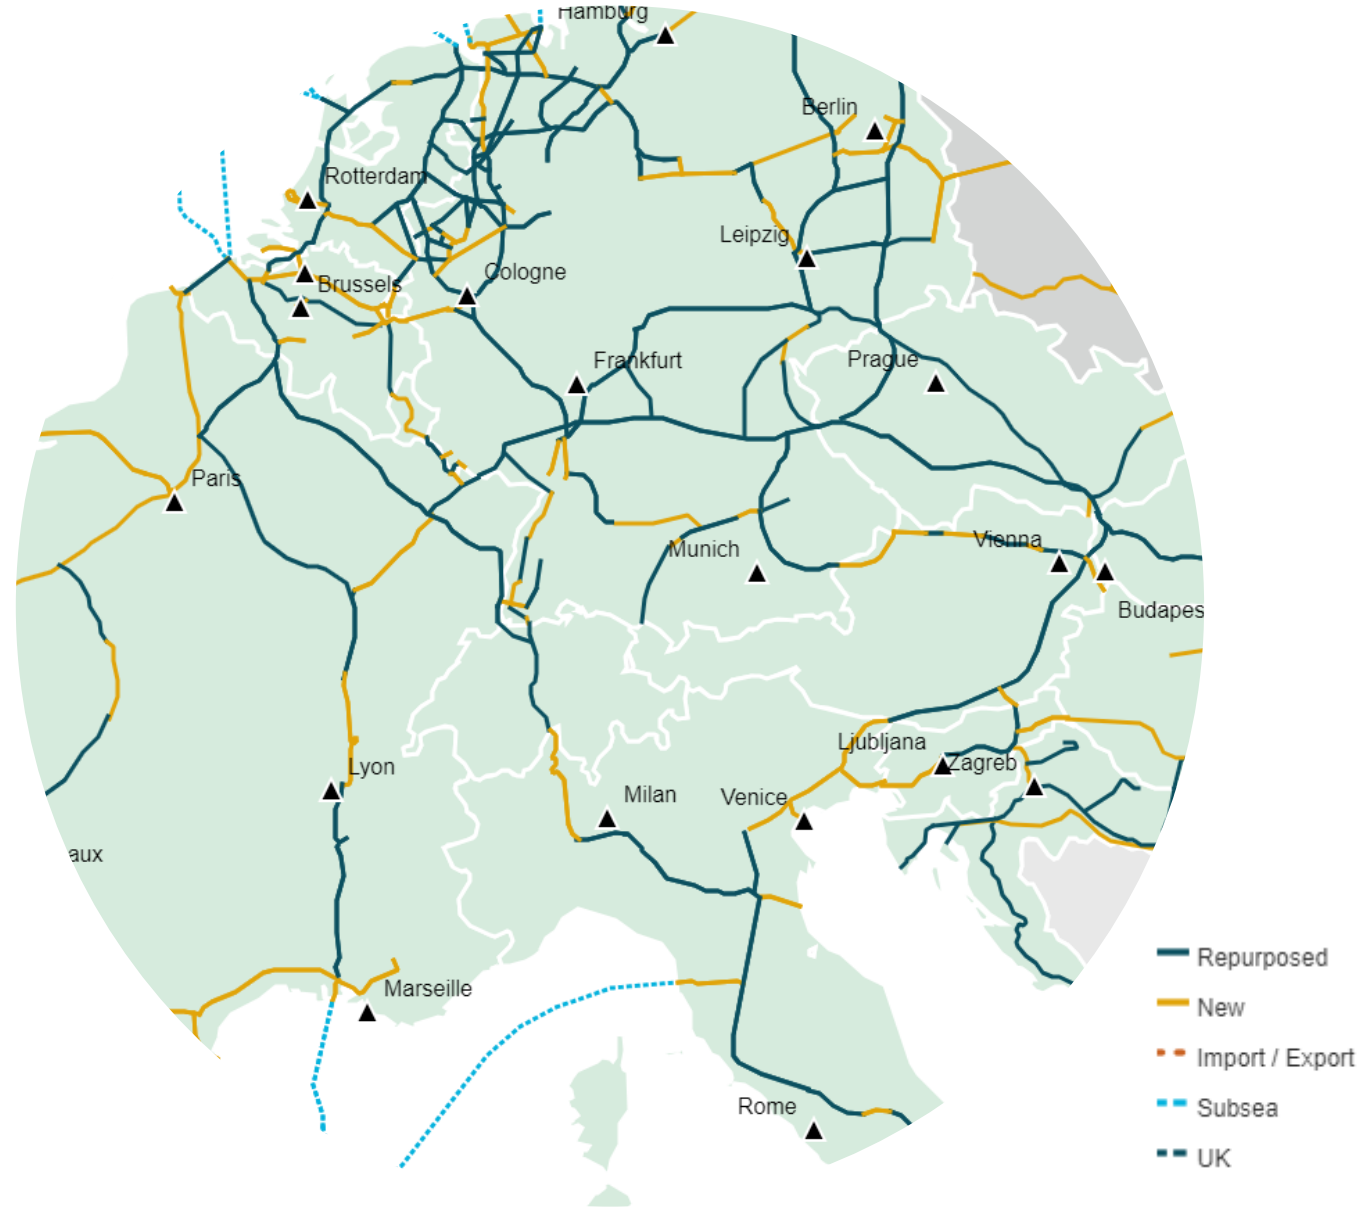 Hamburg
Berlin
Rotterdam
Leipzig
Brussels
Cologne
Frankfurt
Prague
Paris
Munich
Vienna
Budapes
Ljubljana
Zagreb
Lyon
Milan
Venice
aux
Marseille
Rome
Repurposed
New
Import / Export
Subsea
UK